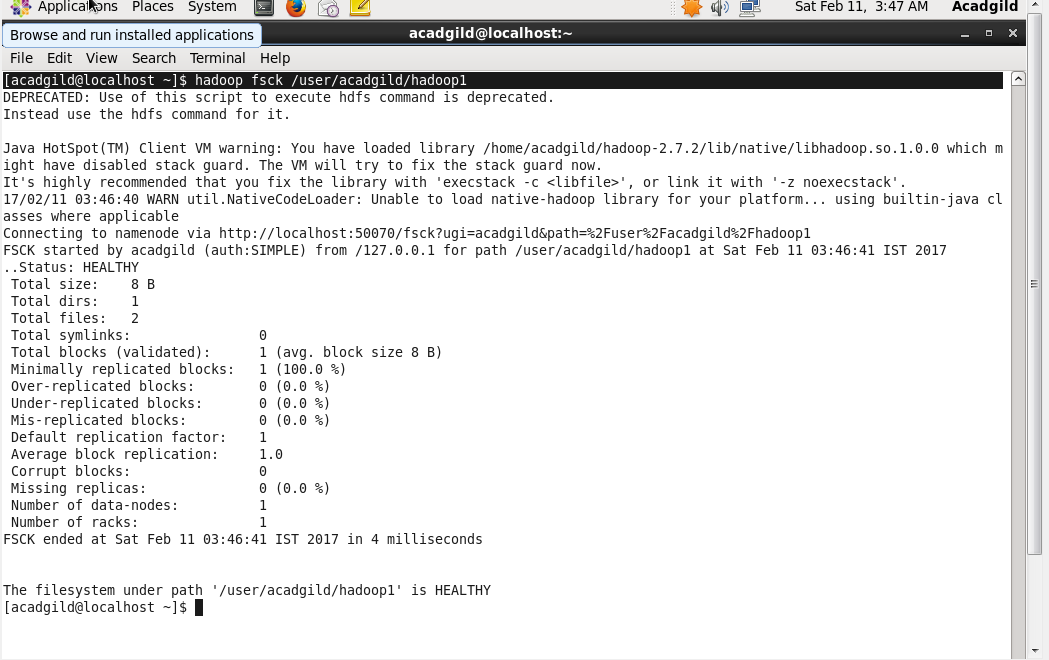 Applications Places System Sat Feb 11, 3:47 AM Acadgild
Browse and run installed applications
acadgild@localhost:~
File Edit View Search Terminal Help
[acadgild@localhost ~]$ hadoop fsck /user/acadgild/hadoop1
DEPRECATED: Use of this script to execute hdfs command is deprecated.
Instead use the hdfs command for it.
Java HotSpot(TM) Client VM warning: You have loaded library /home/acadgild/hadoop-2.7.2/lib/native/libhadoop.so.1.0.0 which m
ight have disabled stack guard. The VM will try to fix the stack guard now.
It's highly recommended that you fix the library with 'execstack -c <libfile>', or link it with '-z noexecstack'.
17/02/11 03:46:40 WARN util.NativeCodeLoader: Unable to load native-hadoop library for your platform... using builtin-java cl
asses where applicable
Connecting to namenode via http://localhost:50070/fsck?ugi=acadgild&path=%2Fuser%2Facadgild%2Fhadoop1
FSCK started by acadgild (auth:SIMPLE) from /127.0.0.1 for path /user/acadgild/hadoop1 at Sat Feb 11 03:46:41 IST 2017
..Status: HEALTHY
Total size: 8 B
Total dirs: 1
Total files: 2
Total symlinks: 0
Total blocks (validated): 1 (avg. block size 8 B)
Minimally replicated blocks: 1 (100.0 %)
Over-replicated blocks: 0 (0.0 %)
Under-replicated blocks: 0 (0.0 %)
Mis-replicated blocks: 0 (0.0 %)
Default replication factor: 1
Average block replication: 1.0
Corrupt blocks: 0
Missing replicas: 0 (0.0 %)
Number of data-nodes: 1
Number of racks: 1
FSCK ended at Sat Feb 11 03:46:41 IST 2017 in 4 milliseconds
The filesystem under path '/user/acadgild/hadoop1' is HEALTHY
[acadgild@localhost ~]$